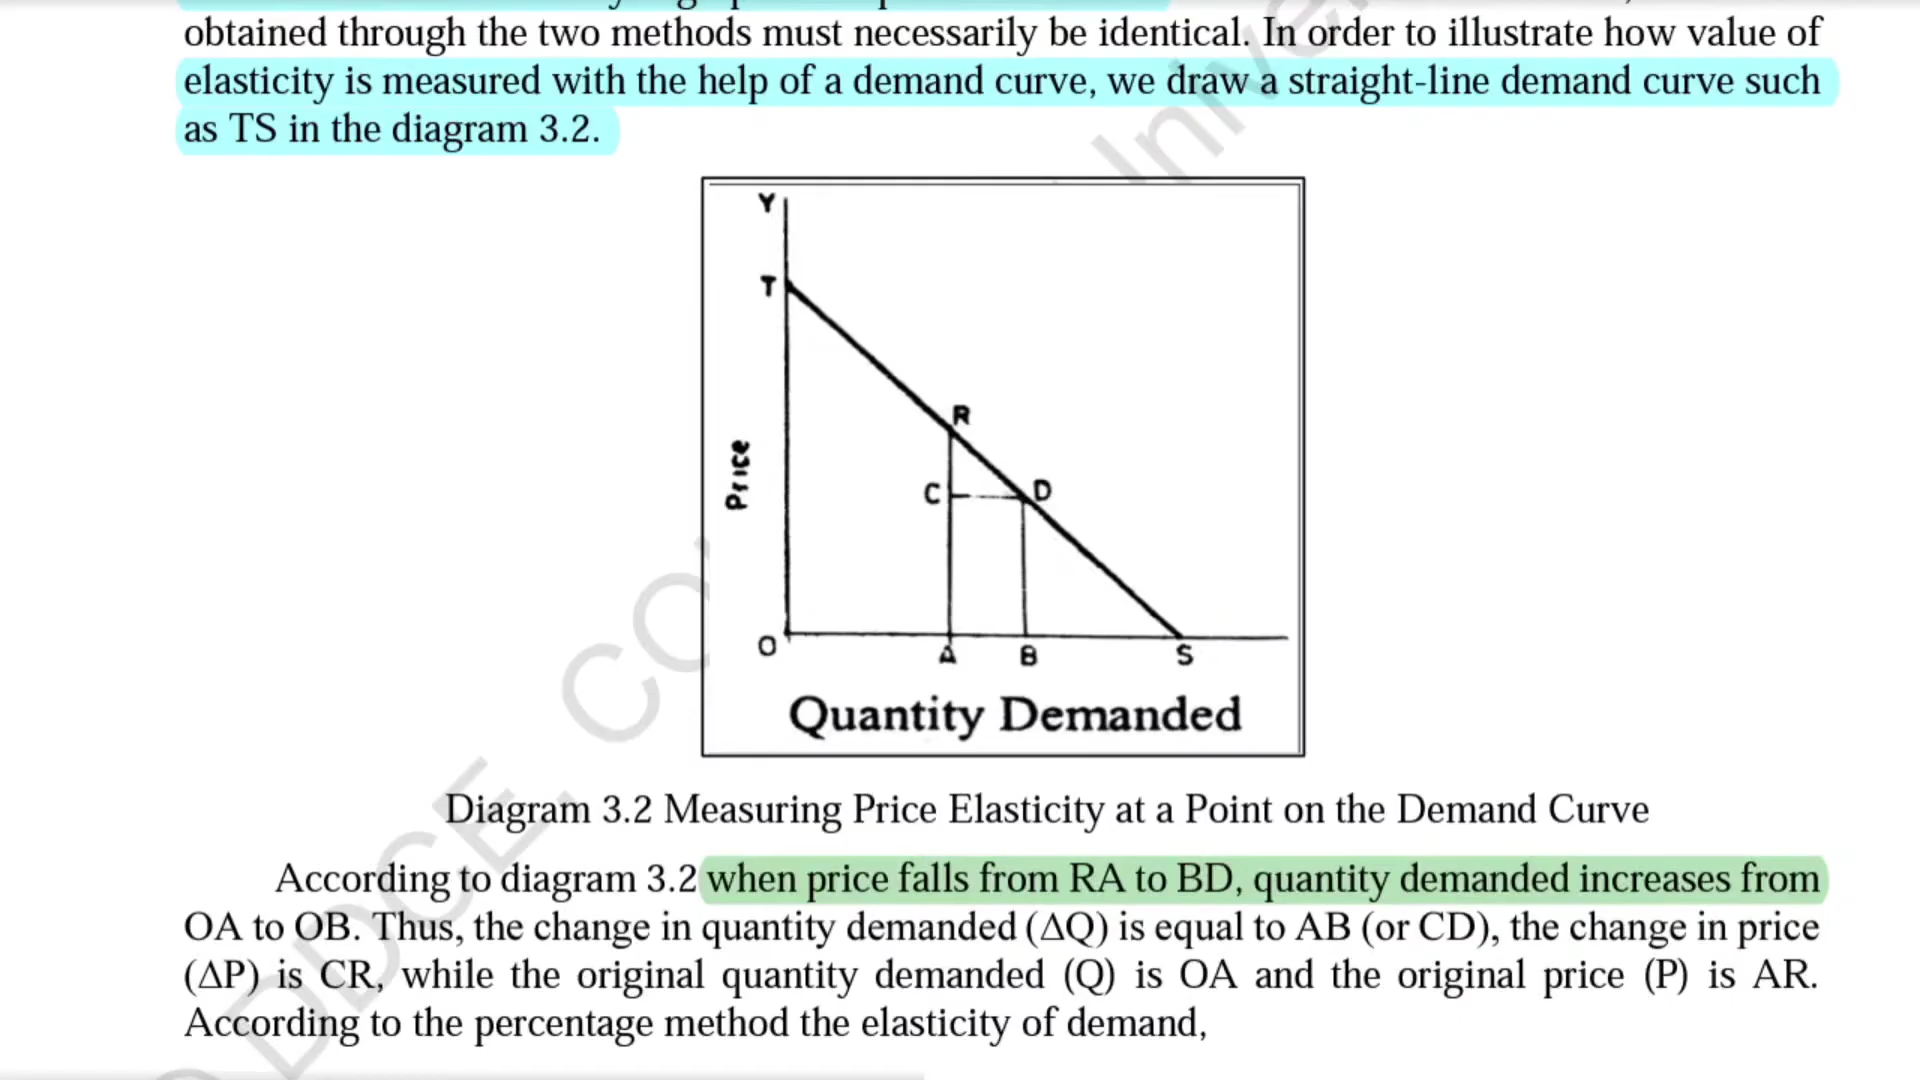 obtained through the two methods must necessarily be identical. In order to illustrate how value of
elasticity is measured with the help of a demand curve, we draw a straight-line demand curve such
as TS in the diagram 3.2.
Y
T
R
Price
C
D
O
A
B
S
Quantity Demanded
Diagram 3.2 Measuring Price Elasticity at a Point on the Demand Curve
According to diagram 3.2 when price falls from RA to BD, quantity demanded increases from
OA to OB. Thus, the change in quantity demanded (ΔQ) is equal to AB (or CD), the change in price
(ΔP) is CR, while the original quantity demanded (Q) is OA and the original price (P) is AR.
According to the percentage method the elasticity of demand,
DDCE,